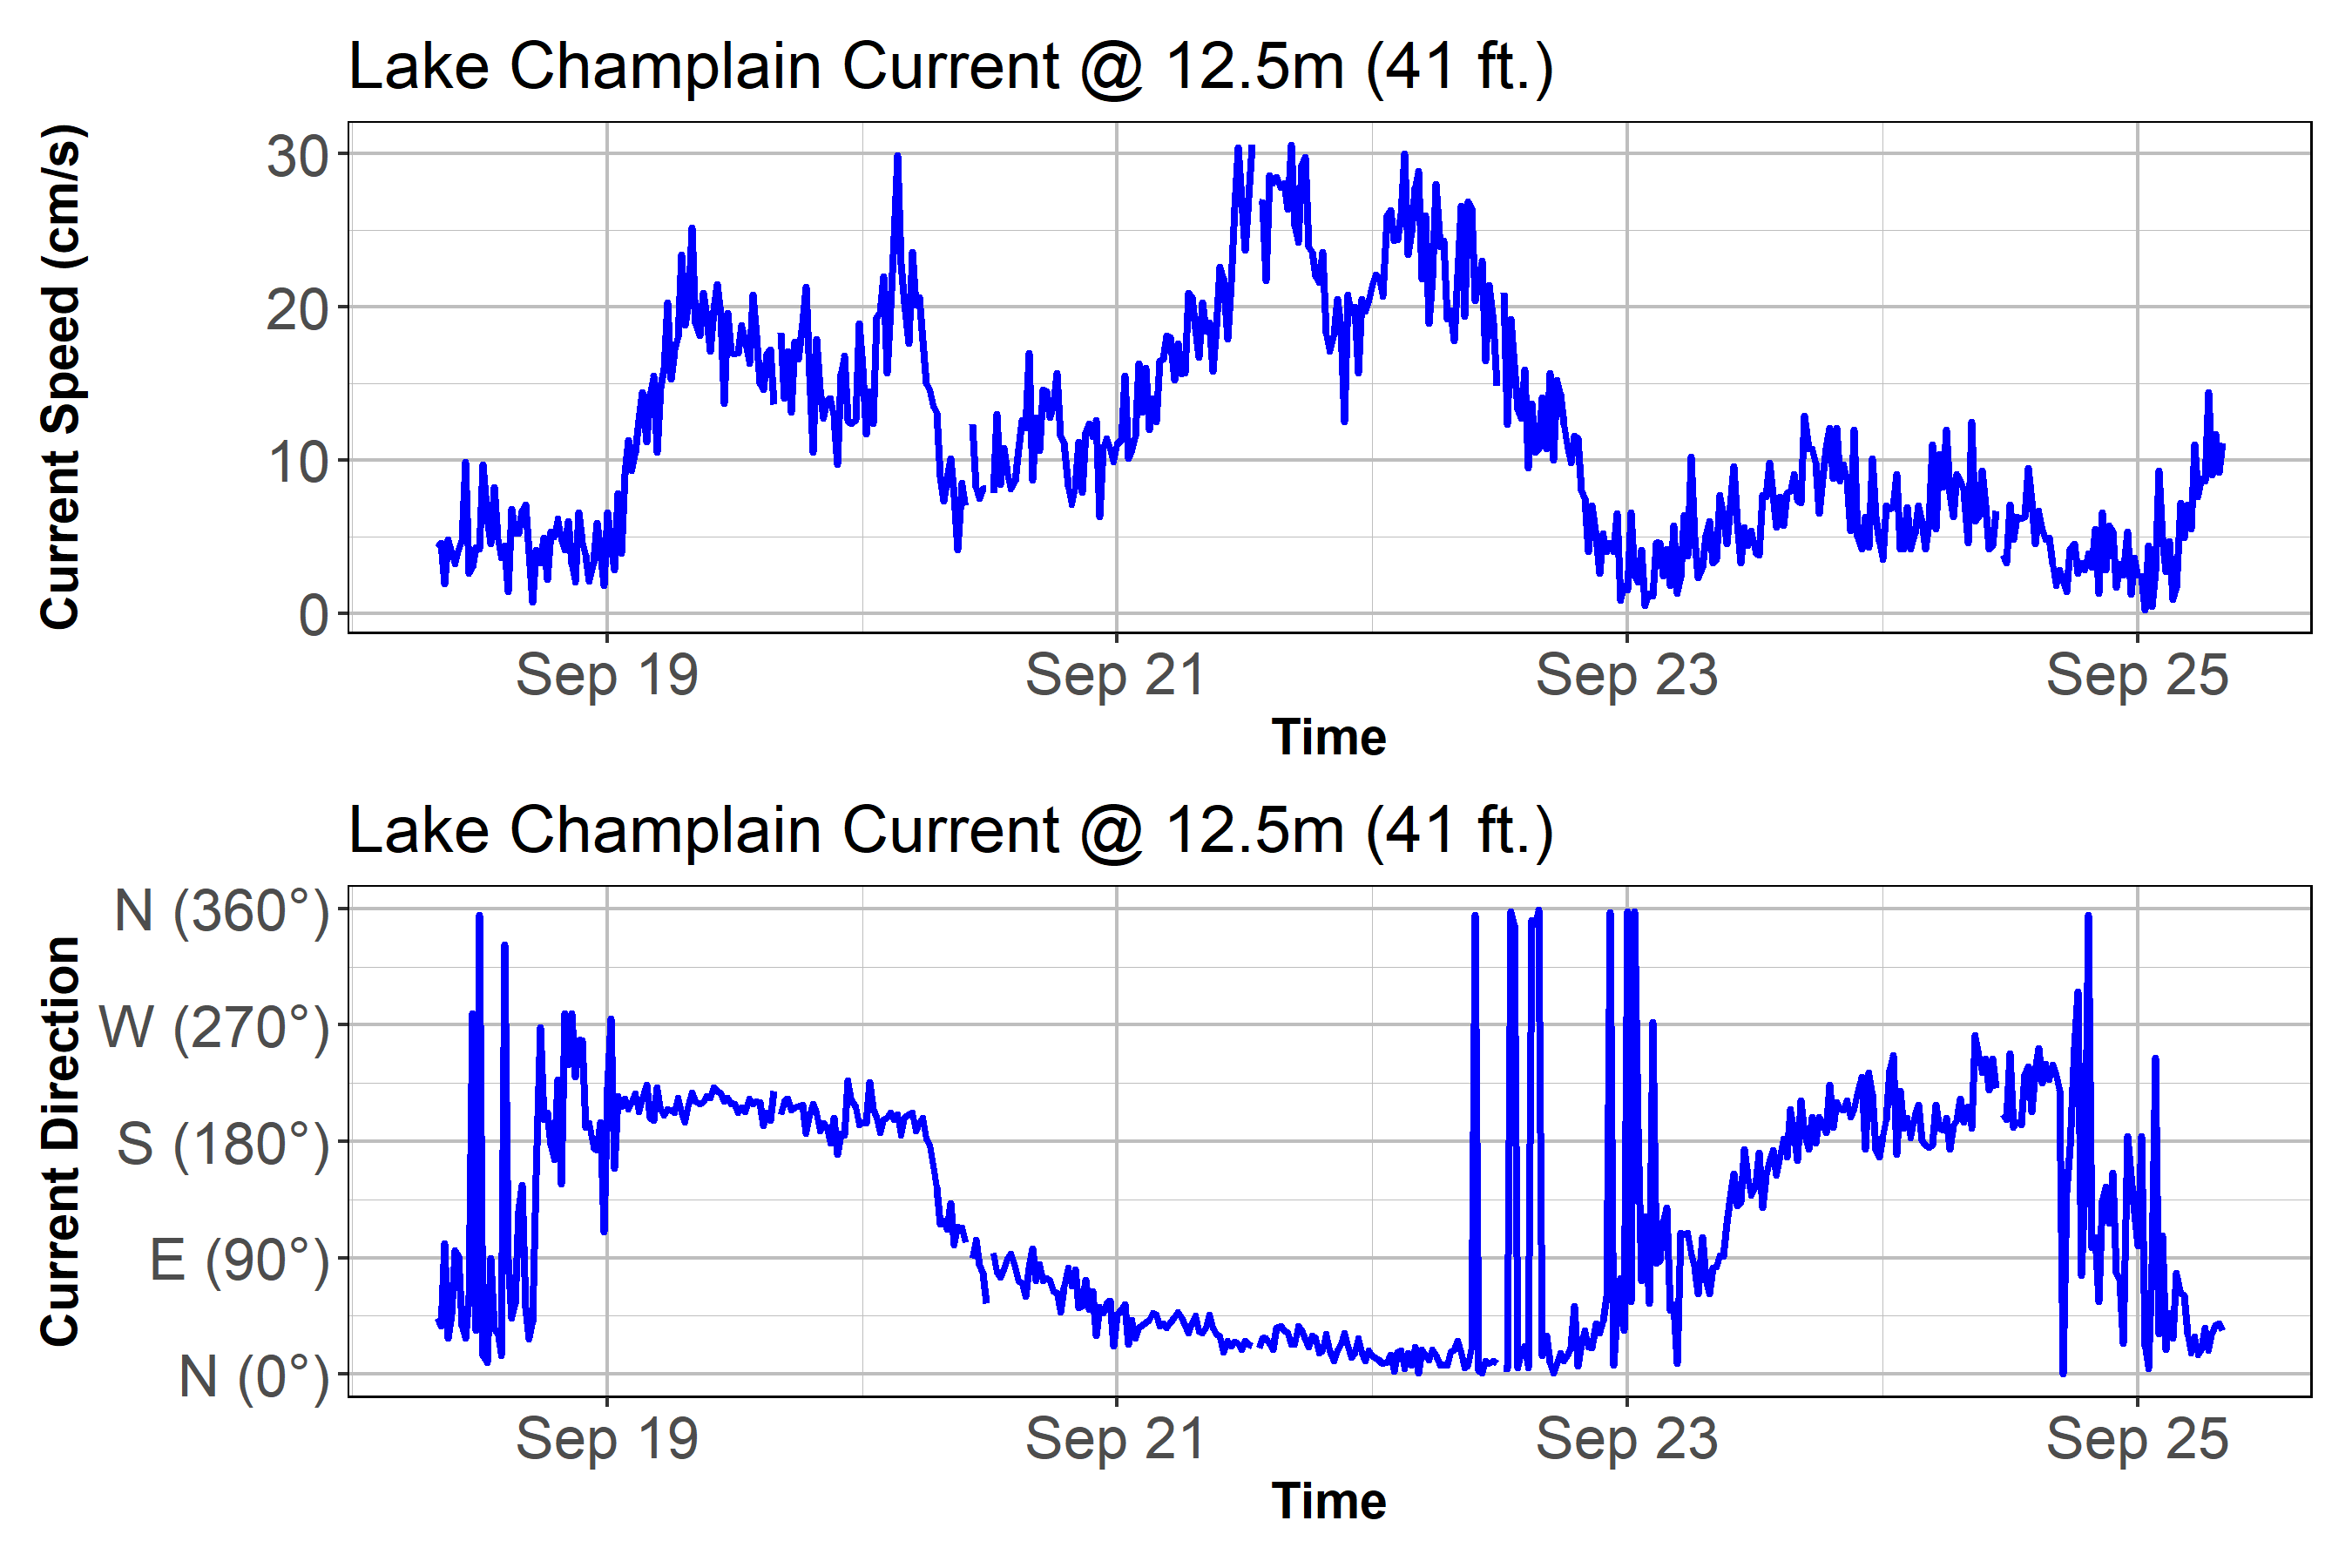 Lake Champlain Current @ 12.5m (41 ft.)
Current Speed (cm/s)
30
20
10
0
Sep 19 Sep 21 Sep 23 Sep 25
Time
Lake Champlain Current @ 12.5m (41 ft.)
Current Direction
N (360°)
W (270°)
S (180°)
E (90°)
N (0°)
Sep 19 Sep 21 Sep 23 Sep 25
Time